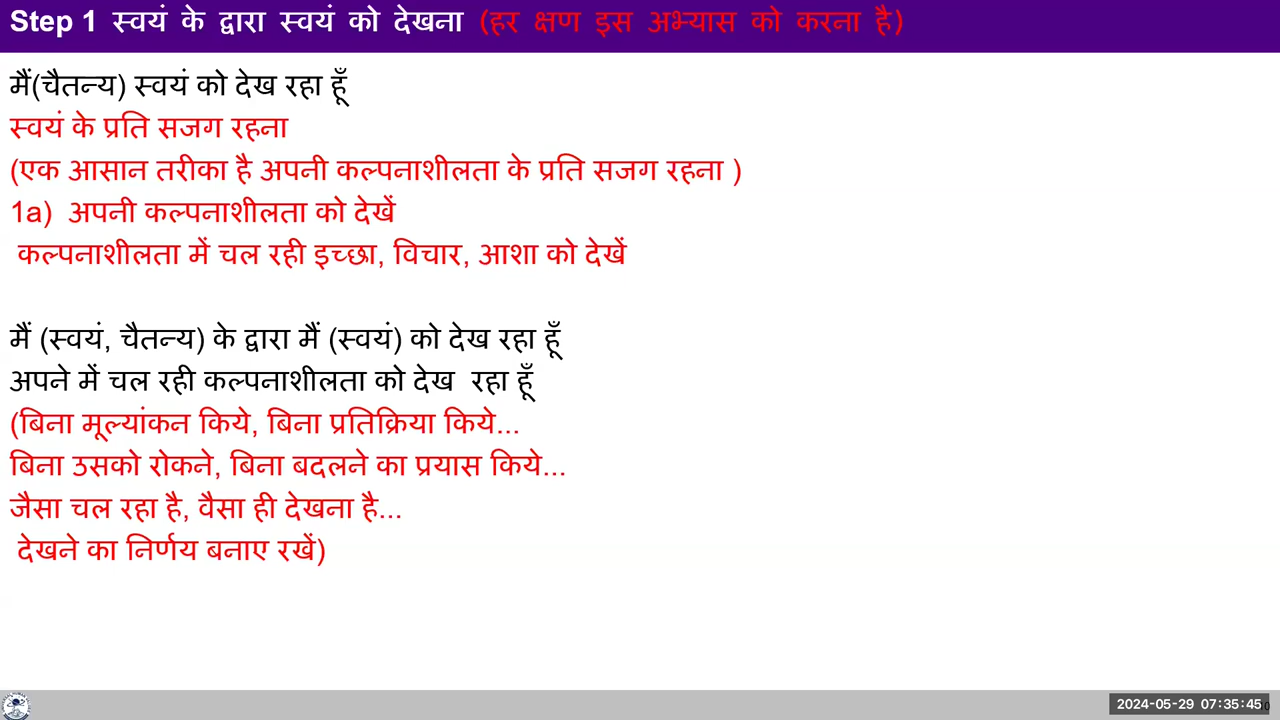 Step 1 स्वयं के द्वारा स्वयं को देखना (हर क्षण इस अभ्यास को करना है)
मैं(चैतन्य) स्वयं को देख रहा हूँ
स्वयं के प्रति सजग रहना
(एक आसान तरीका है अपनी कल्पनाशीलता के प्रति सजग रहना )
1a) अपनी कल्पनाशीलता को देखें
कल्पनाशीलता में चल रही इच्छा, विचार, आशा को देखें
मैं (स्वयं, चैतन्य) के द्वारा मैं (स्वयं) को देख रहा हूँ
अपने में चल रही कल्पनाशीलता को देख रहा हूँ
(बिना मूल्यांकन किये, बिना प्रतिक्रिया किये...
बिना उसको रोकने, बिना बदलने का प्रयास किये...
जैसा चल रहा है, वैसा ही देखना है...
देखने का निर्णय बनाए रखें)
2024-05-29 07:35:45